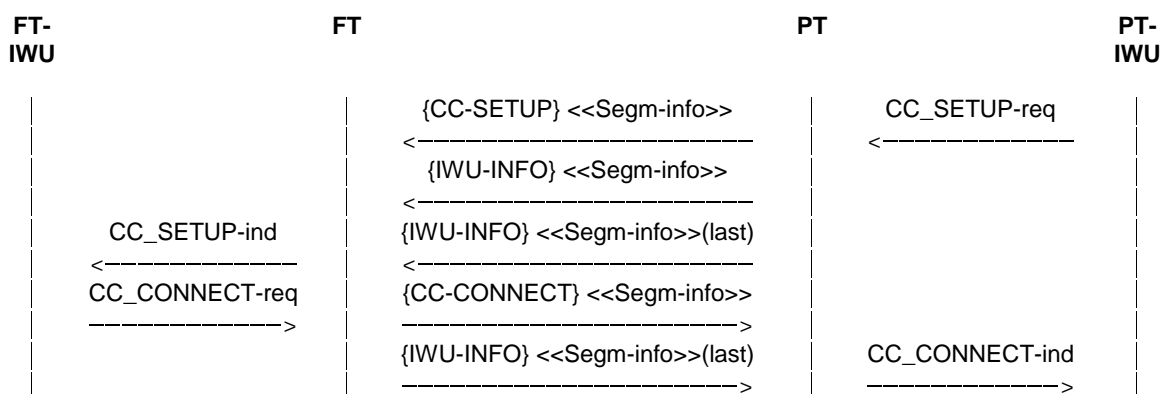 FT-IWU FT PT PT-IWU
{CC-SETUP} <<Segm-info>> CC_SETUP-req
{IWU-INFO} <<Segm-info>>
CC_SETUP-ind {IWU-INFO} <<Segm-info>>(last)
CC_CONNECT-req {CC-CONNECT} <<Segm-info>>
{IWU-INFO} <<Segm-info>>(last) CC_CONNECT-ind